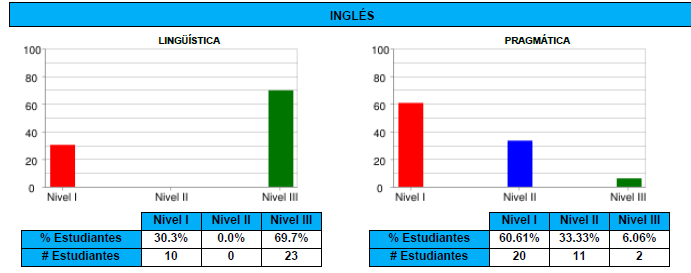 INGLÉS
LINGÜÍSTICA
100
80
60
40
20
0
Nivel I Nivel II Nivel III
Nivel I Nivel II Nivel III
% Estudiantes 30.3% 0.0% 69.7%
# Estudiantes 10 0 23
PRAGMÁTICA
100
80
60
40
20
0
Nivel I Nivel II Nivel III
Nivel I Nivel II Nivel III
% Estudiantes 60.61% 33.33% 6.06%
# Estudiantes 20 11 2